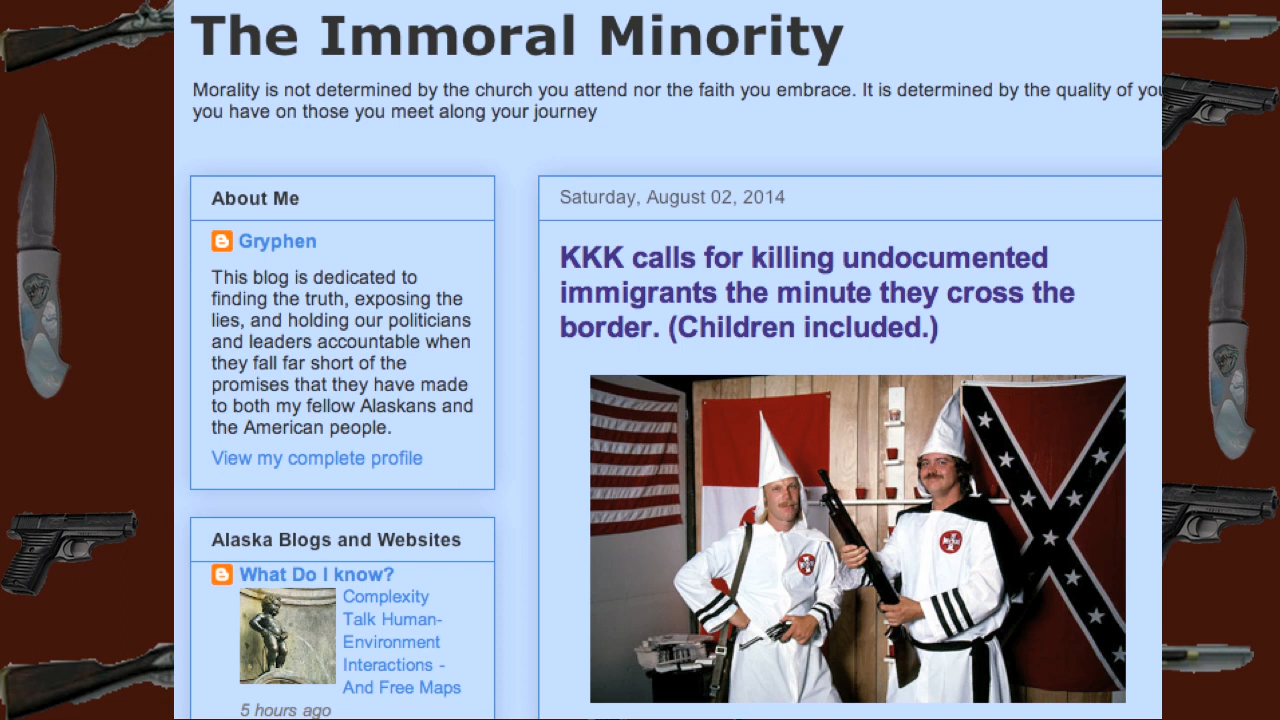 The Immoral Minority
Morality is not determined by the church you attend nor the faith you embrace. It is determined by the quality of
you have on those you meet along your journey
About Me
Gryphen
This blog is dedicated to
finding the truth, exposing the
lies, and holding our politicians
and leaders accountable when
they fall far short of the
promises that they have made
to both my fellow Alaskans and
the American people.
View my complete profile
Alaska Blogs and Websites
What Do I know?
Complexity
Talk Human-
Environment
Interactions -
And Free Maps
5 hours ago
Saturday, August 02, 2014
KKK calls for killing undocumented
immigrants the minute they cross the
border. (Children included.)